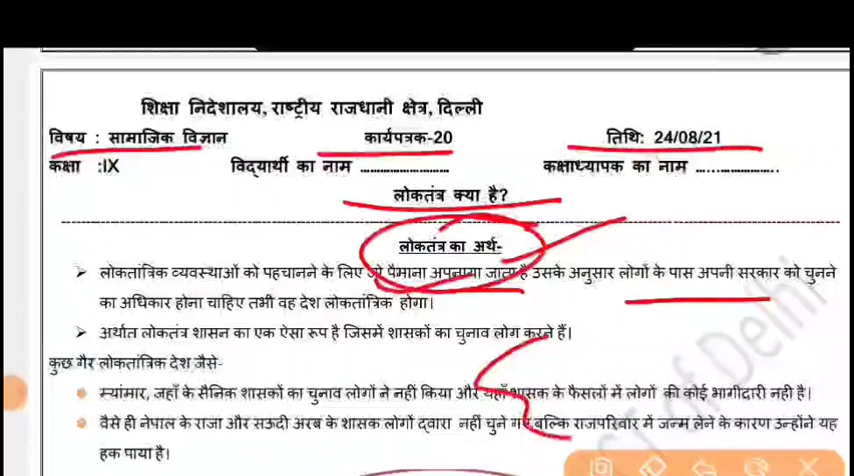 शिक्षा निदेशालय, राष्ट्रीय राजधानी क्षेत्र, दिल्ली
विषय : सामाजिक विज्ञान कार्यपत्रक-20 तिथि: 24/08/21
कक्षा :IX विद्यार्थी का नाम ......................... कक्षाध्यापक का नाम .......................
लोकतंत्र क्या है?
लोकतंत्र का अर्थ-
➢ लोकतांत्रिक व्यवस्थाओं को पहचानने के लिए जो पैमाना अपनाया जाता है उसके अनुसार लोगों के पास अपनी सरकार को चुनने
का अधिकार होना चाहिए तभी वह देश लोकतांत्रिक होगा।
➢ अर्थात लोकतंत्र शासन का एक ऐसा रूप है जिसमें शासकों का चुनाव लोग करते हैं।
कुछ गैर लोकतांत्रिक देश जैसे-
म्यांमार, जहाँ के सैनिक शासकों का चुनाव लोगों ने नहीं किया और यहाँ शासक के फैसलों में लोगों की कोई भागीदारी नही है।
वैसे ही नेपाल के राजा और सऊदी अरब के शासक लोगों द्वारा नहीं चुने गए बल्कि राजपरिवार में जन्म लेने के कारण उन्होंने यह
हक पाया है।
of Delhi